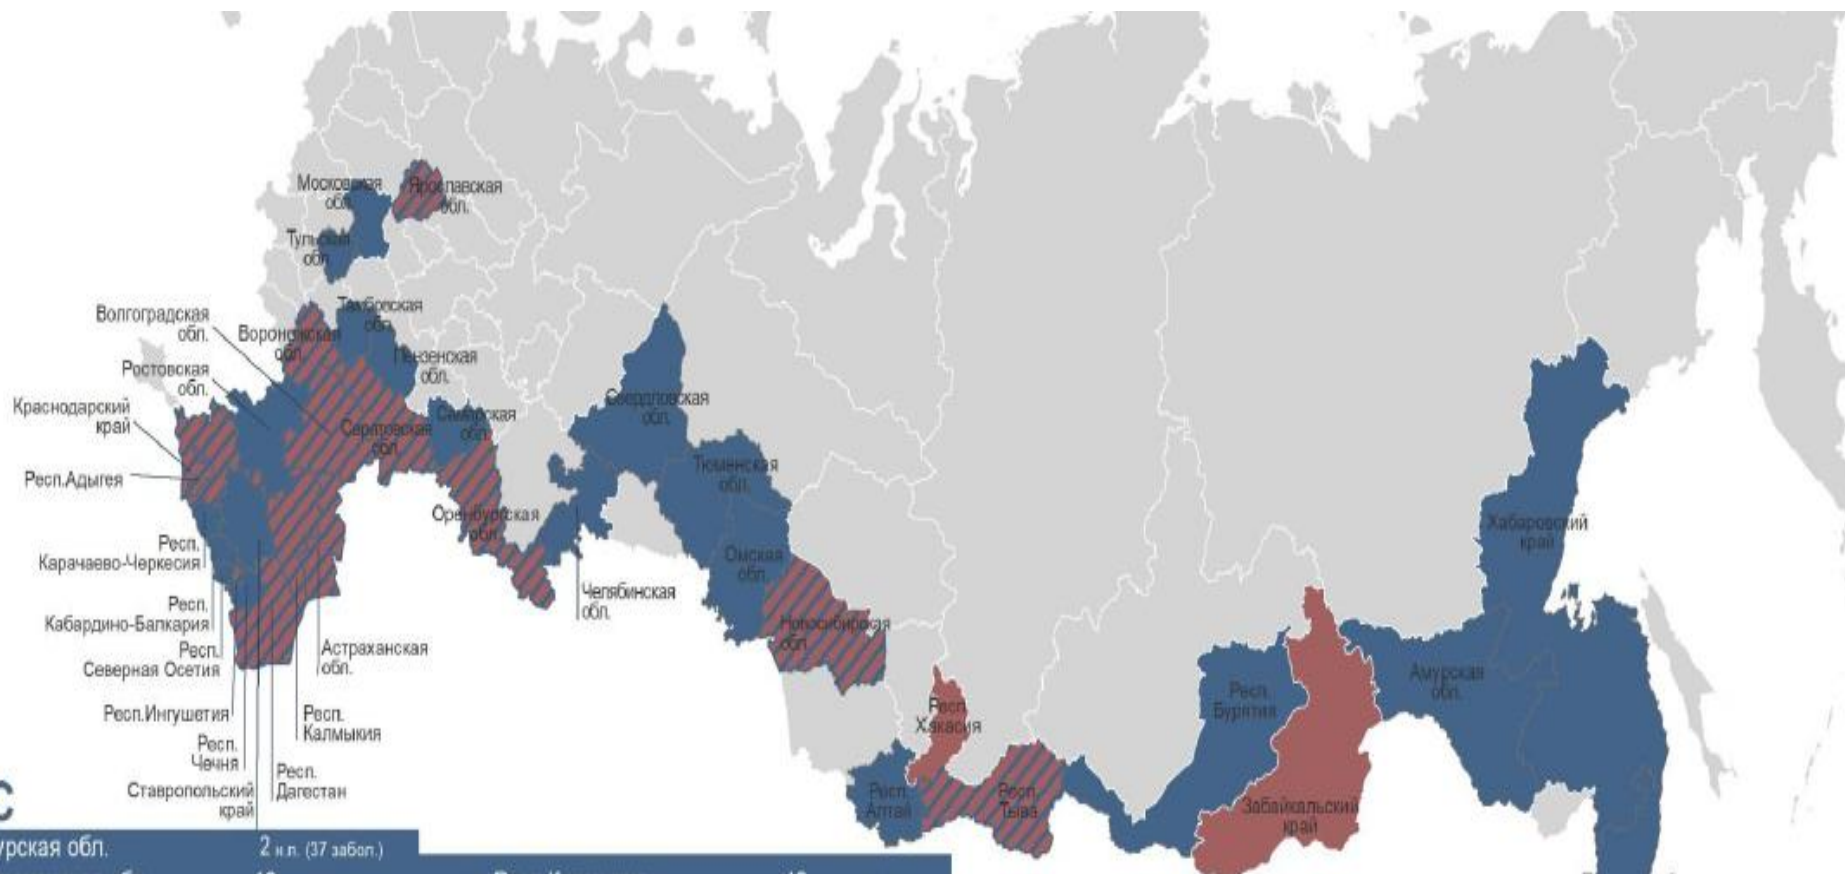 Московская
обл.
Ярославская
обл.
Тульская
обл.
Тамбовская
обл.
Волгоградская
обл.
Воронежская
обл.
Пензенская
обл.
Ростовская
обл.
Свердловская
обл.
Краснодарский
край
Самарская
обл.
Саратовская
обл.
Тюменская
обл.
Респ.Адыгея
Оренбургская
обл.
Хабаровский
край
Респ.
Карачаево-Черкесия
Омская
обл.
Челябинская
обл.
Респ.
Кабардино-Балкария
Новосибирская
обл.
Респ.
Северная Осетия
Астраханская
обл.
Амурская
обл.
Респ.
Бурятия
Респ.Ингушетия
Респ.
Калмыкия
Респ.
Хакасия
Респ.
Чечня
Респ.
Дагестан
Ставропольский
край
Респ.
Алтай
Респ.
Тыва
Забайкальский
край
С
урская обл. 2 н.п. (37 забол.)